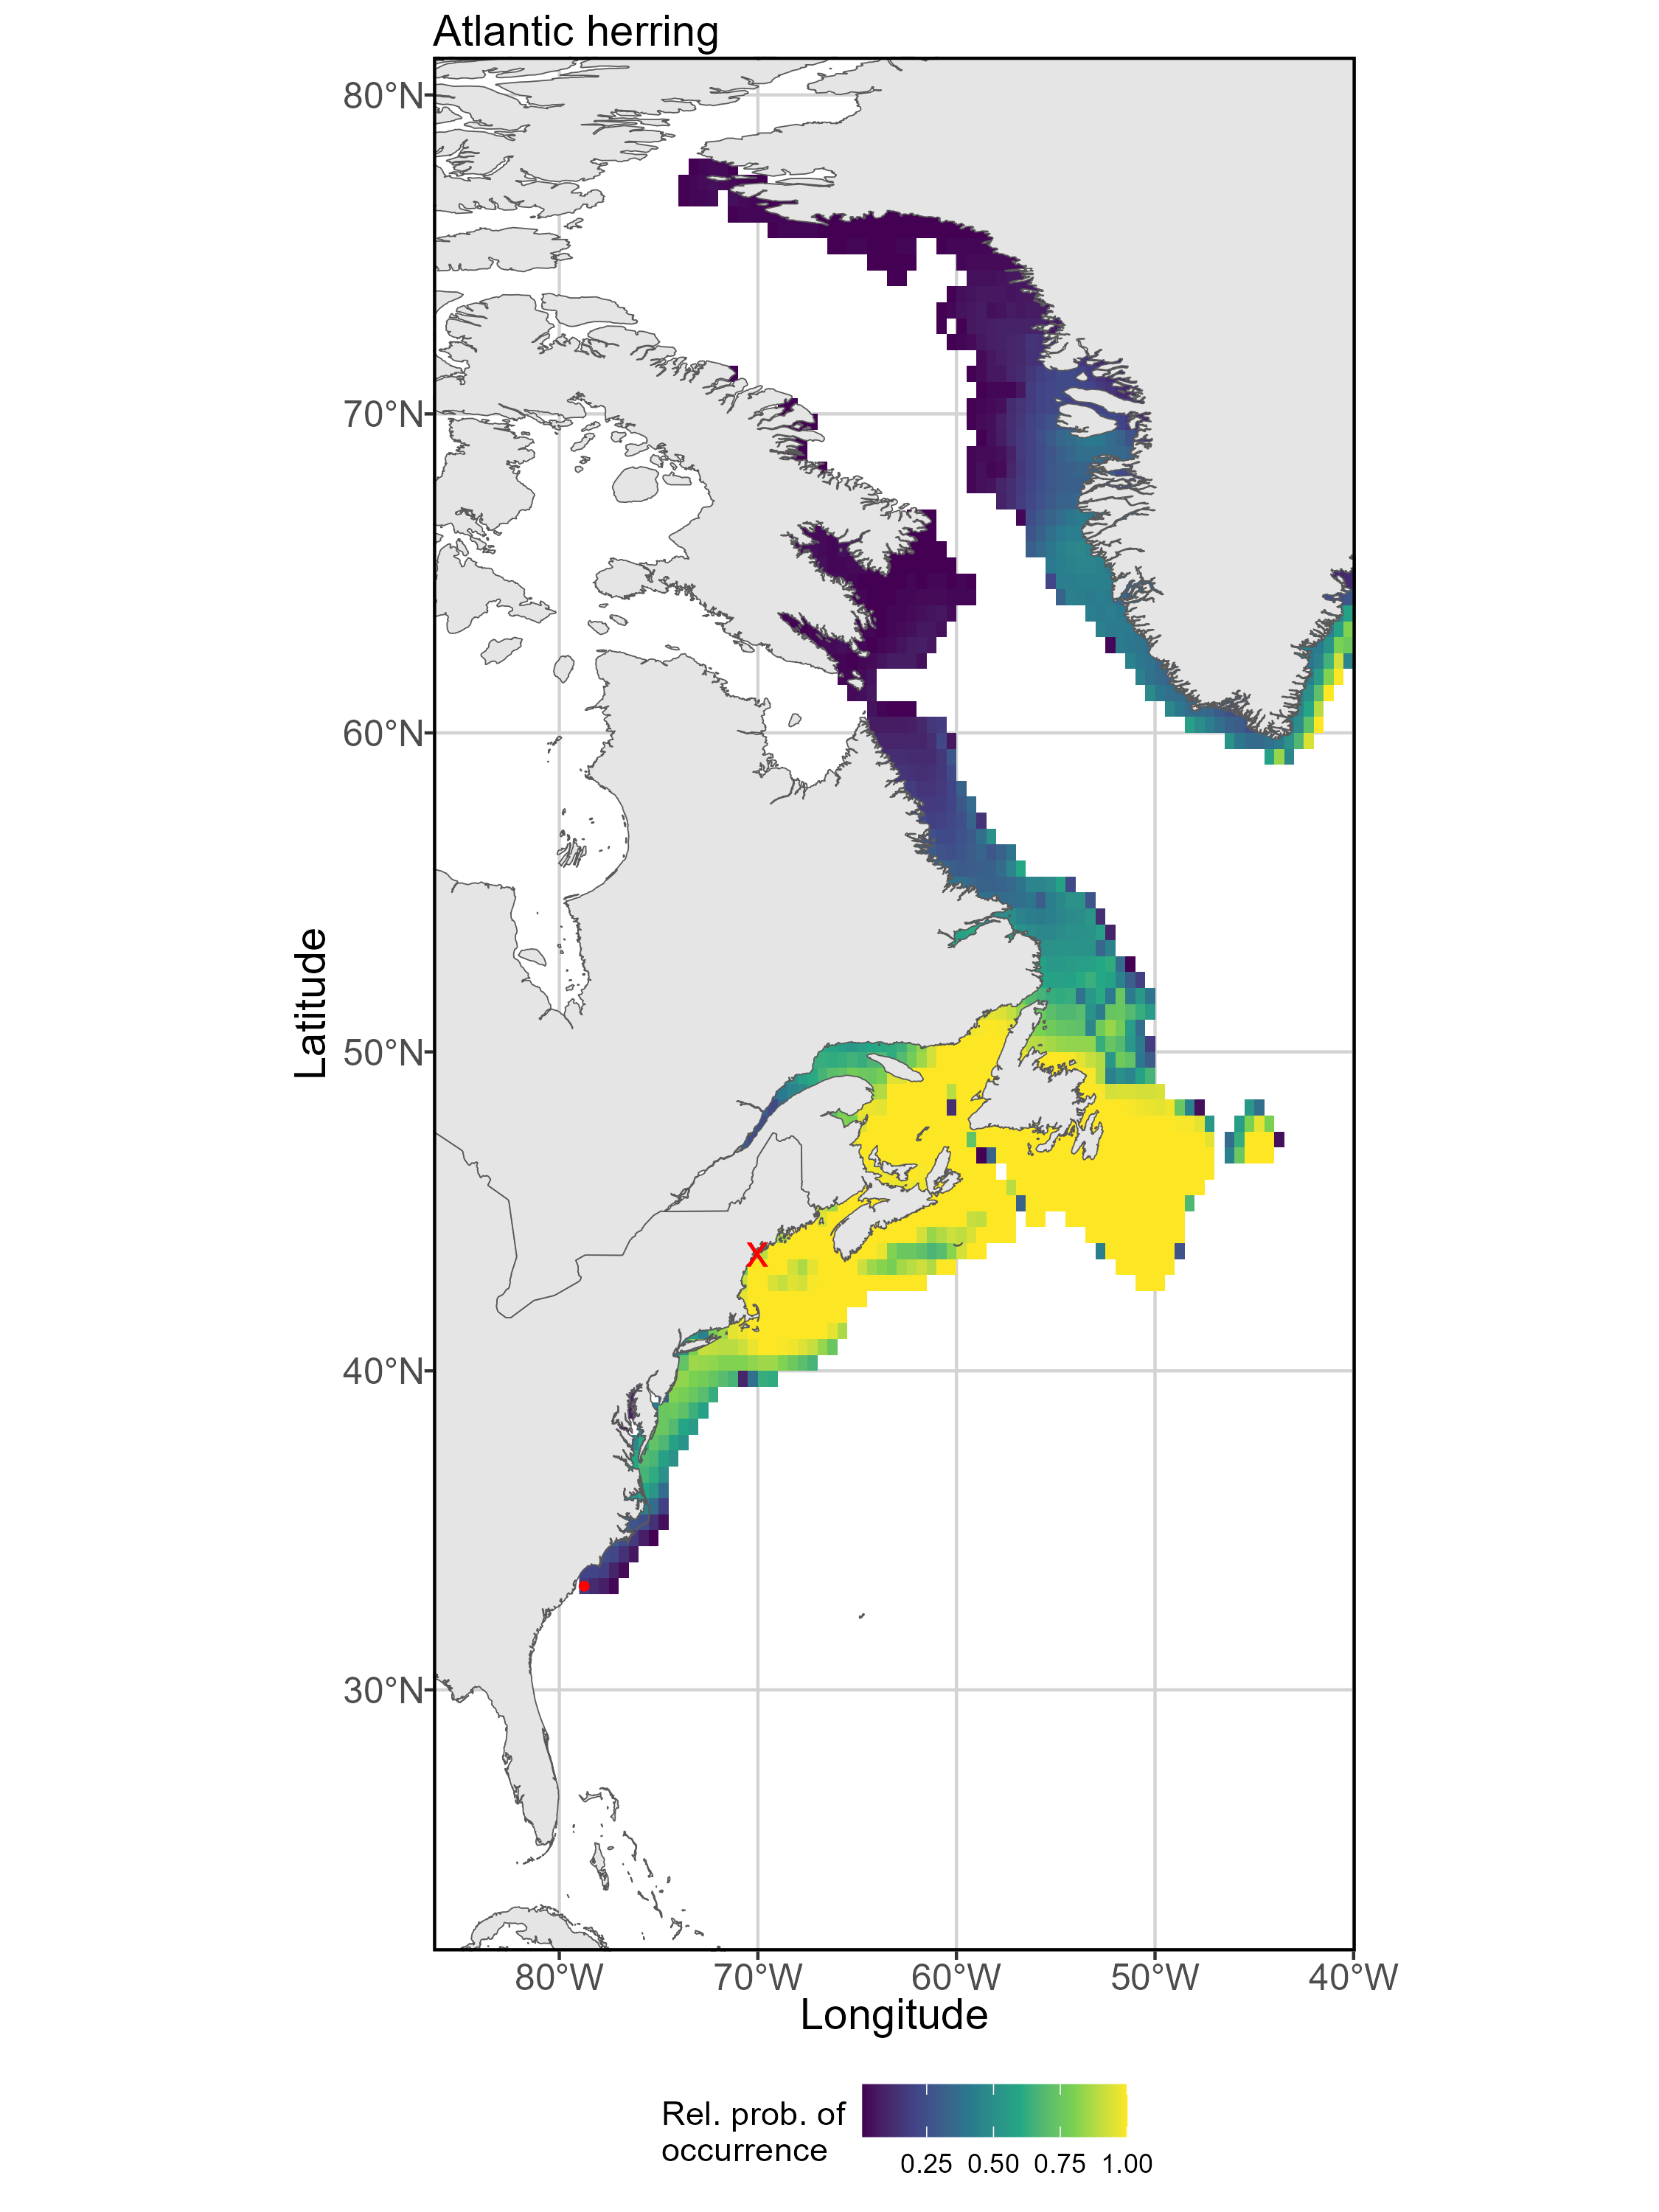 Atlantic herring
80°N
70°N
60°N
50°N
40°N
30°N
Latitude
X
80°W 70°W 60°W 50°W 40°W
Longitude
Rel. prob. of
occurrence
0.25 0.50 0.75 1.00